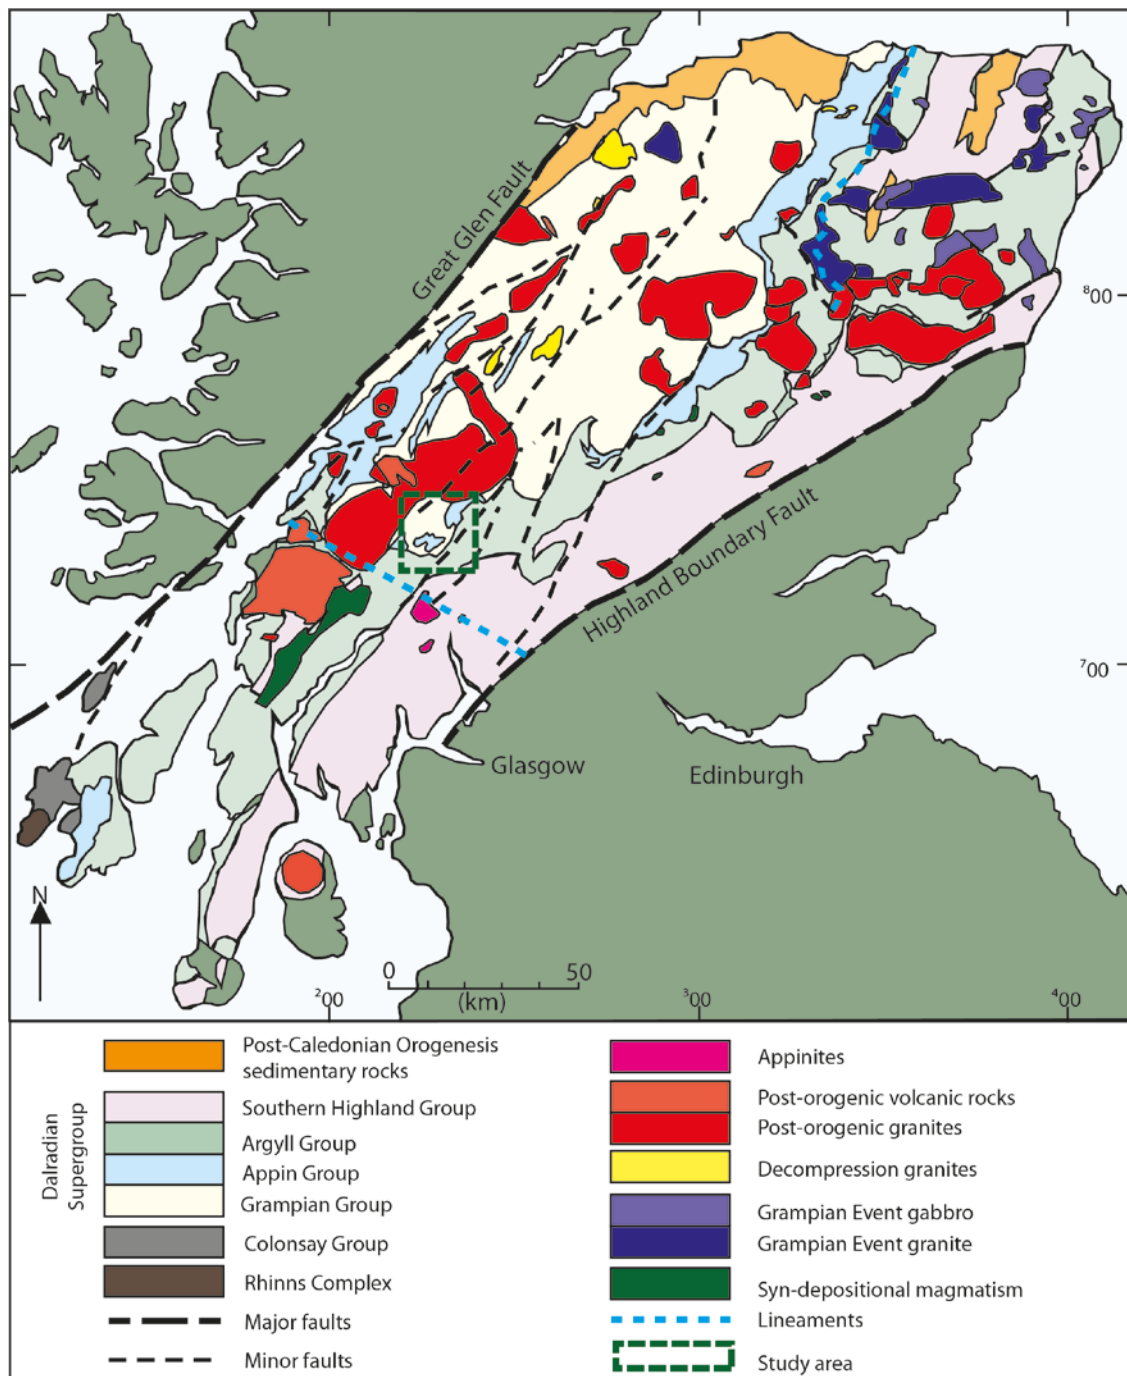 Great Glen Fault
⁸00
Highland Boundary Fault
⁷00
Glasgow
Edinburgh
N
0 50
(km)
²00 ³00 ⁴00
Post-Caledonian Orogenesis
sedimentary rocks
Dalradian
Supergroup
Southern Highland Group
Argyll Group
Appin Group
Grampian Group
Colonsay Group
Rhinns Complex
Major faults
Minor faults
Appinites
Post-orogenic volcanic rocks
Post-orogenic granites
Decompression granites
Grampian Event gabbro
Grampian Event granite
Syn-depositional magmatism
Lineaments
Study area